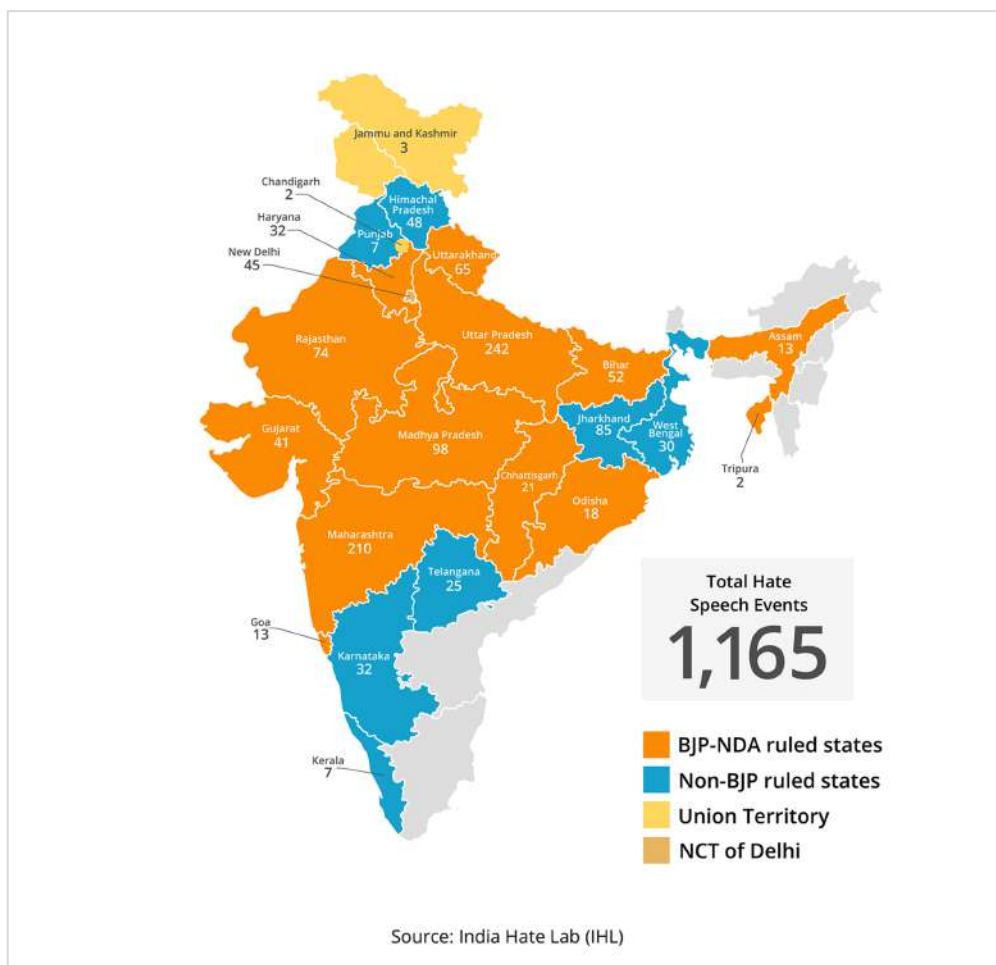 Jammu and Kashmir
3
Chandigarh
2
Himachal
Pradesh
48
Haryana
32
Punjab
7
New Delhi
45
Uttarakhand
65
Rajasthan
74
Uttar Pradesh
242
Assam
13
Bihar
52
Gujarat
41
Madhya Pradesh
98
Jharkhand
85
West
Bengal
30
Tripura
2
Chhattisgarh
21
Odisha
18
Maharashtra
210
Telangana
25
Goa
13
Karnataka
32
Kerala
7
Total Hate
Speech Events
1,165
BJP-NDA ruled states
Non-BJP ruled states
Union Territory
NCT of Delhi
Source: India Hate Lab (IHL)